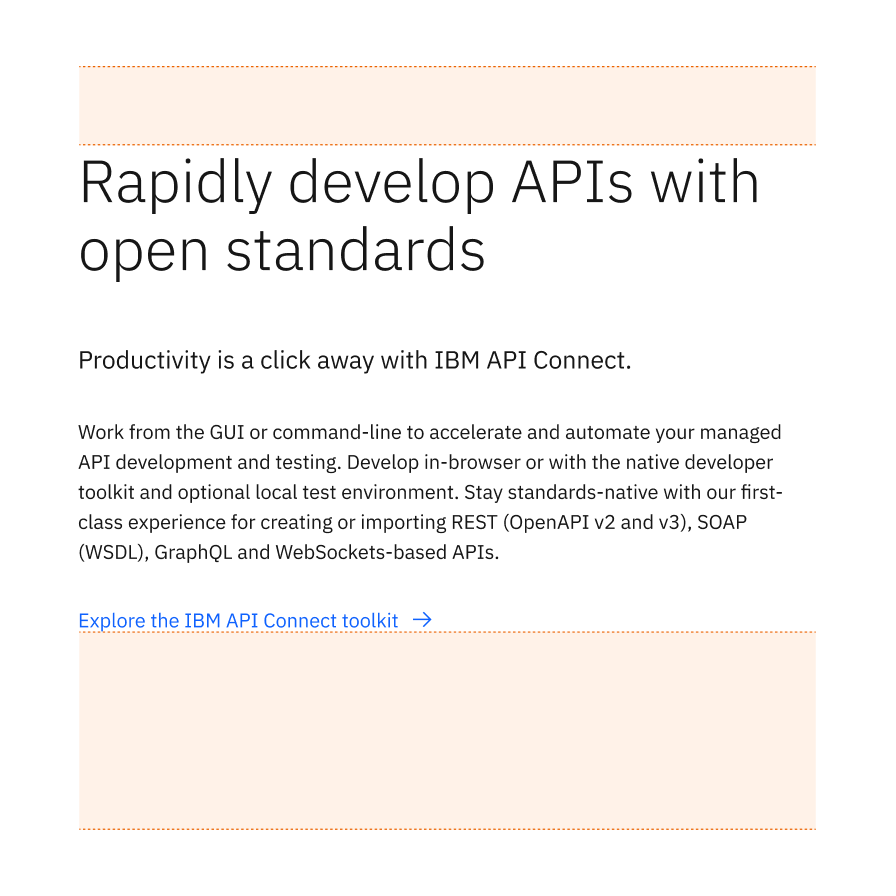 Rapidly develop APIs with
open standards
Productivity is a click away with IBM API Connect.
Work from the GUI or command-line to accelerate and automate your managed
API development and testing. Develop in-browser or with the native developer
toolkit and optional local test environment. Stay standards-native with our first-
class experience for creating or importing REST (OpenAPI v2 and v3), SOAP
(WSDL), GraphQL and WebSockets-based APIs.
Explore the IBM API Connect toolkit →